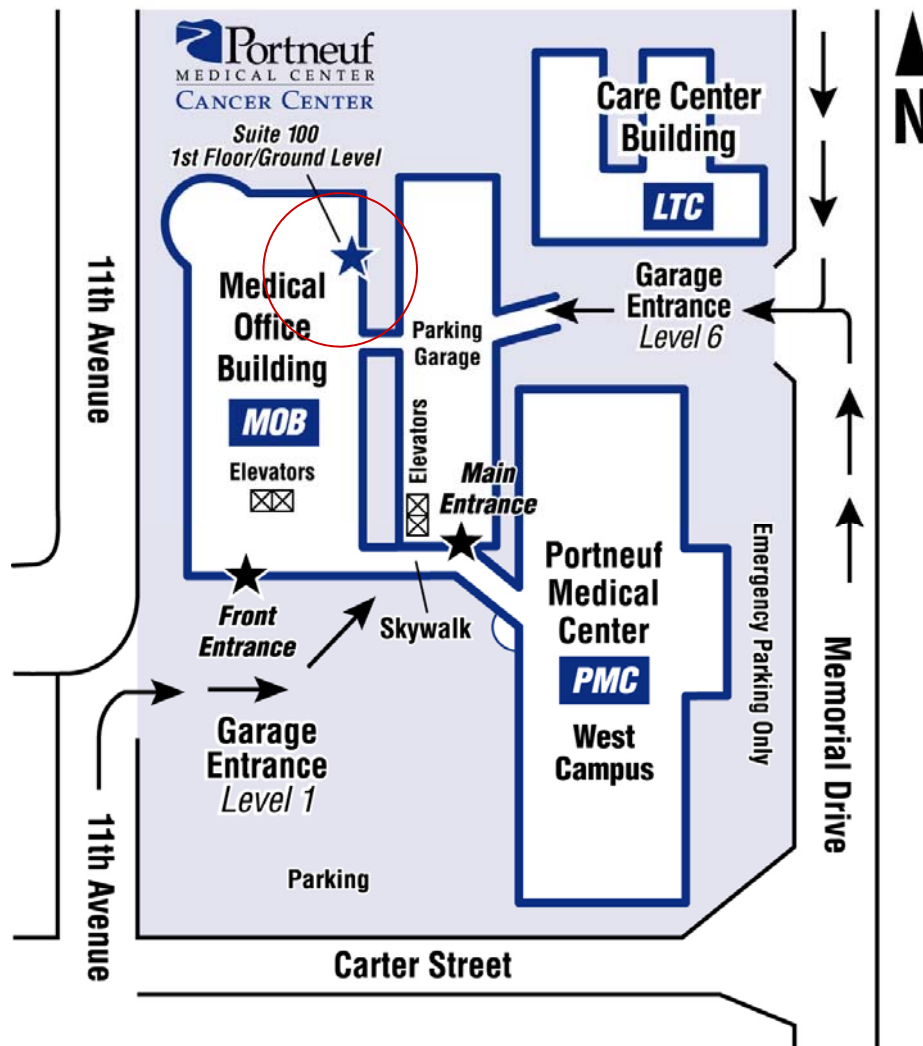 Portneuf
MEDICAL CENTER
CANCER CENTER
Suite 100
1st Floor/Ground Level
Care Center
Building
LTC
N
11th Avenue
Medical
Office
Building
MOB
Elevators
Parking
Garage
Elevators
Garage
Entrance
Level 6
Main
Entrance
Front
Entrance
Skywalk
Portneuf
Medical
Center
PMC
West
Campus
Emergency Parking Only
Memorial Drive
Garage
Entrance
Level 1
11th Avenue
Parking
Carter Street